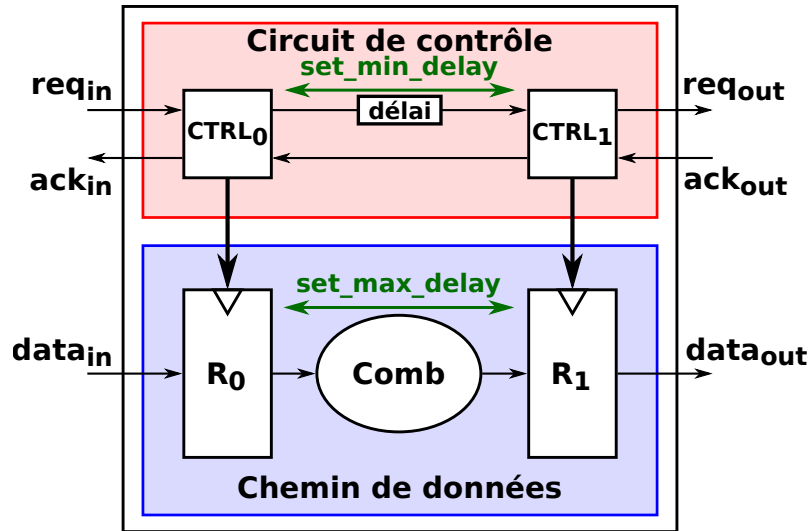 Circuit de contrôle
set_min_delay
req_in
délai
req_out
CTRL_0
CTRL_1
ack_in
ack_out
set_max_delay
data_in
R_0
Comb
R_1
data_out
Chemin de données